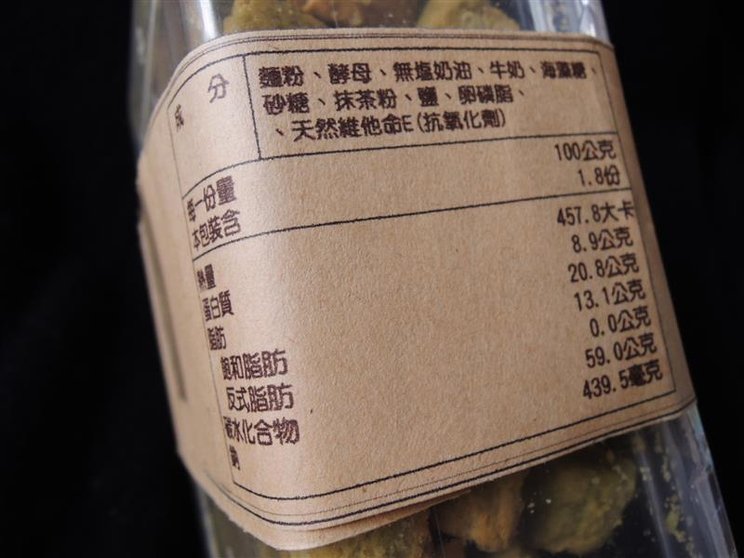 成 分
麵粉、酵母、無塩奶油、牛奶、海藻糖、
砂糖、抹茶粉、鹽、卵磷脂、
、天然維他命E(抗氧化劑)
每一份量 100公克
本包裝含 1.8份
熱量 457.8大卡
蛋白質 8.9公克
脂肪 20.8公克
飽和脂肪 13.1公克
反式脂肪 0.0公克
碳水化合物 59.0公克
鈉 439.5毫克